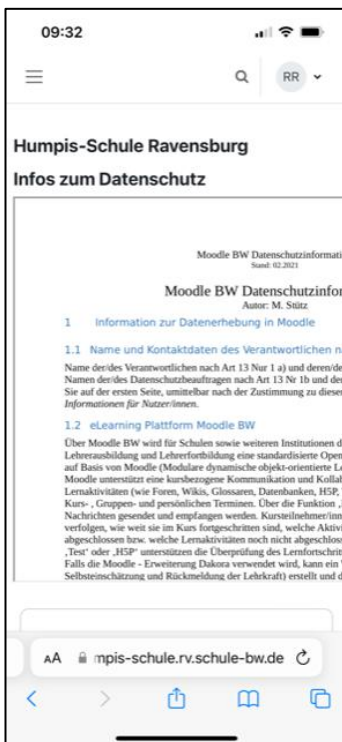 09:32
RR
Humpis-Schule Ravensburg
Infos zum Datenschutz
Moodle BW Datenschutzinformati
Stand: 02.2021
Moodle BW Datenschutzinfor
Autor: M. Stütz
1 Information zur Datenerhebung in Moodle
1.1 Name und Kontaktdaten des Verantwortlichen n
Name der/des Verantwortlichen nach Art 13 Nur 1 a) und deren/de
Namen der/des Datenschutzbeauftragen nach Art 13 Nr 1b und der
Sie auf der ersten Seite, umittelbar nach der Zustimmung zu dieser
Informationen für Nutzer/innen.
1.2 eLearning Plattform Moodle BW
Über Moodle BW wird für Schulen sowie weiteren Institutionen d
Lehrerausbildung und Lehrerfortbildung eine standardisierte Open
auf Basis von Moodle (Modulare dynamische objekt-orientierte Le
Moodle unterstützt eine kursbezogene Kommunikation und Kollab
Lernaktivitäten (wie Foren, Wikis, Glossaren, Datenbanken, H5P,
Kurs-, Gruppen- und persönlichen Terminen. Über die Funktion ‚
Nachrichten gesendet und empfangen werden. Kursteilnehmer/inn
verfolgen, wie weit sie im Kurs fortgeschritten sind, welche Aktivi
abgeschlossen bzw. welche Lernaktivitäten noch nicht abgeschloss
‚Test‘ oder ‚H5P‘ unterstützen die Überprüfung des Lernfortschritt
Falls die Moodle - Erweiterung Dakora verwendet wird, kann ein
Selbsteinschätzung und Rückmeldung der Lehrkraft) erstellt und d
AA mpis-schule.rv.schule-bw.de